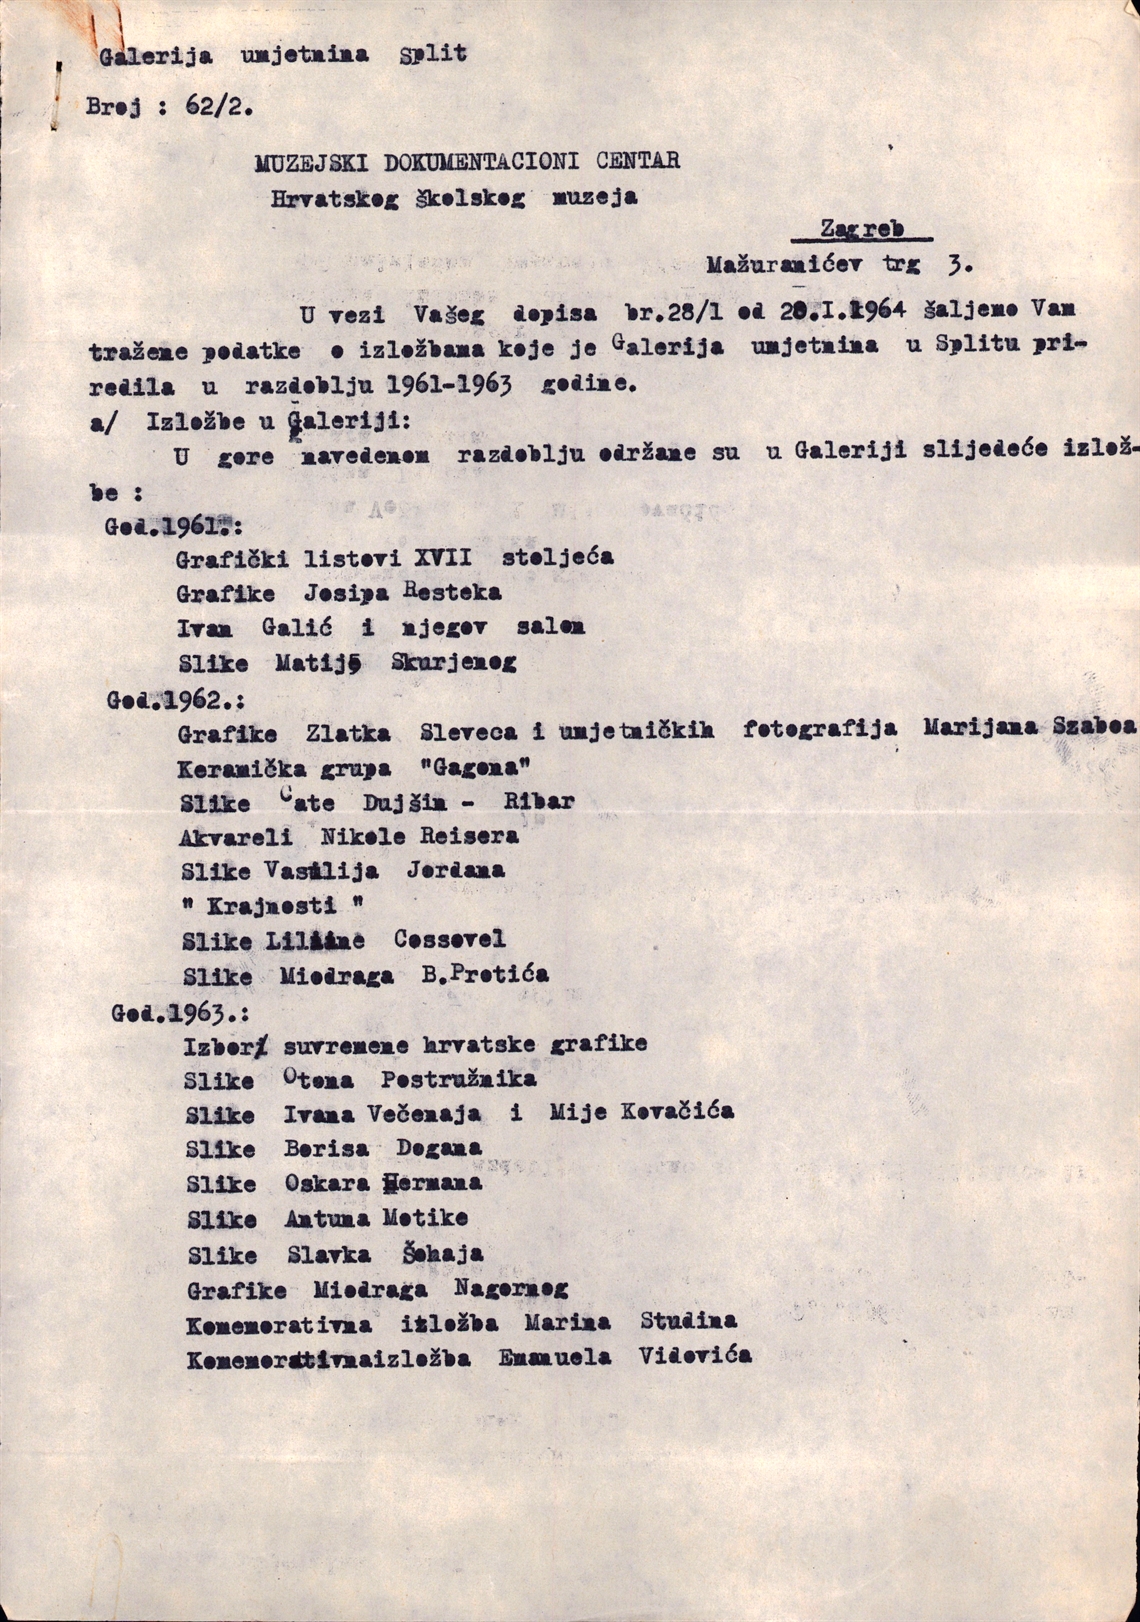 Galerija umjetnina Split
Broj : 62/2.
MUZEJSKI DOKUMENTACIONI CENTAR
Hrvatskog školskog muzeja
Zagreb
Mažuranićev trg 3.
U vezi Vašeg dopisa br.28/1 od 20.I.1964 šaljemo Vam
tražene podatke o izložbama koje je Galerija umjetnina u Splitu pri-
redila u razdoblju 1961-1963 godine.
a/ Izložbe u Galeriji:
U gore navedenom razdoblju održane su u Galeriji slijedeće izlož-
be :
God.1961.:
Grafički listovi XVII stoljeća
Grafike Josipa Resteka
Ivan Galić i njegov salon
Slike Matije Skurjenog
God.1962.:
Grafike Zlatka Sleveca i umjetničkih fotografija Marijana Szaboa
Keramička grupa "Gagona"
Slike Cate Dujšin - Ribar
Akvareli Nikole Reisera
Slike Vasilija Jordana
" Krajnosti "
Slike Liliane Cossovel
Slike Miodraga B.Protića
God.1963.:
Izbor suvremene hrvatske grafike
Slike Otona Postružnika
Slike Ivana Večenaja i Mije Kovačića
Slike Borisa Dogana
Slike Oskara Hermana
Slike Antuna Motike
Slike Slavka Šohaja
Grafike Miodraga Nagornog
Komemorativna izložba Marina Studina
Komemorativnaizložba Emanuela Vidovića